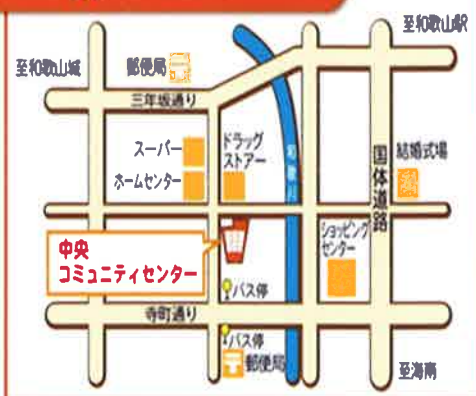 至和歌山駅
至和歌山城
郵便局
三年坂通り
スーパー
ドラッグ
ストアー
ホームセンター
和歌川
国体道路
結婚式場
中央
コミュニティセンター
ショッピング
センター
バス停
寺町通り
バス停
郵便局
至海南